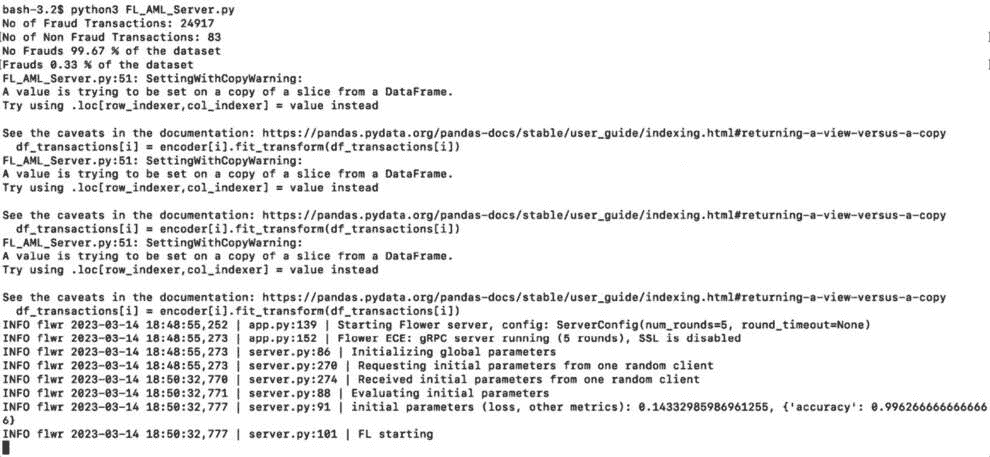 bash-3.2$ python3 FL_AML_Server.py
No of Fraud Transactions: 24917
[No of Non Fraud Transactions: 83
No Frauds 99.67 % of the dataset
[Frauds 0.33 % of the dataset
FL_AML_Server.py:51: SettingWithCopyWarning:
A value is trying to be set on a copy of a slice from a DataFrame.
Try using .loc[row_indexer,col_indexer] = value instead

See the caveats in the documentation: https://pandas.pydata.org/pandas-docs/stable/user_guide/indexing.html#returning-a-view-versus-a-copy
  df_transactions[i] = encoder[i].fit_transform(df_transactions[i])
FL_AML_Server.py:51: SettingWithCopyWarning:
A value is trying to be set on a copy of a slice from a DataFrame.
Try using .loc[row_indexer,col_indexer] = value instead

See the caveats in the documentation: https://pandas.pydata.org/pandas-docs/stable/user_guide/indexing.html#returning-a-view-versus-a-copy
  df_transactions[i] = encoder[i].fit_transform(df_transactions[i])
FL_AML_Server.py:51: SettingWithCopyWarning:
A value is trying to be set on a copy of a slice from a DataFrame.
Try using .loc[row_indexer,col_indexer] = value instead

See the caveats in the documentation: https://pandas.pydata.org/pandas-docs/stable/user_guide/indexing.html#returning-a-view-versus-a-copy
  df_transactions[i] = encoder[i].fit_transform(df_transactions[i])
INFO flwr 2023-03-14 18:48:55,252 | app.py:139 | Starting Flower server, config: ServerConfig(num_rounds=5, round_timeout=None)
INFO flwr 2023-03-14 18:48:55,273 | app.py:152 | Flower ECE: gRPC server running (5 rounds), SSL is disabled
INFO flwr 2023-03-14 18:48:55,273 | server.py:86 | Initializing global parameters
INFO flwr 2023-03-14 18:48:55,273 | server.py:270 | Requesting initial parameters from one random client
INFO flwr 2023-03-14 18:50:32,770 | server.py:274 | Received initial parameters from one random client
INFO flwr 2023-03-14 18:50:32,771 | server.py:88 | Evaluating initial parameters
INFO flwr 2023-03-14 18:50:32,777 | server.py:91 | initial parameters (loss, other metrics): 0.14332985986961255, {'accuracy': 0.996266666666666
6}
INFO flwr 2023-03-14 18:50:32,777 | server.py:101 | FL starting